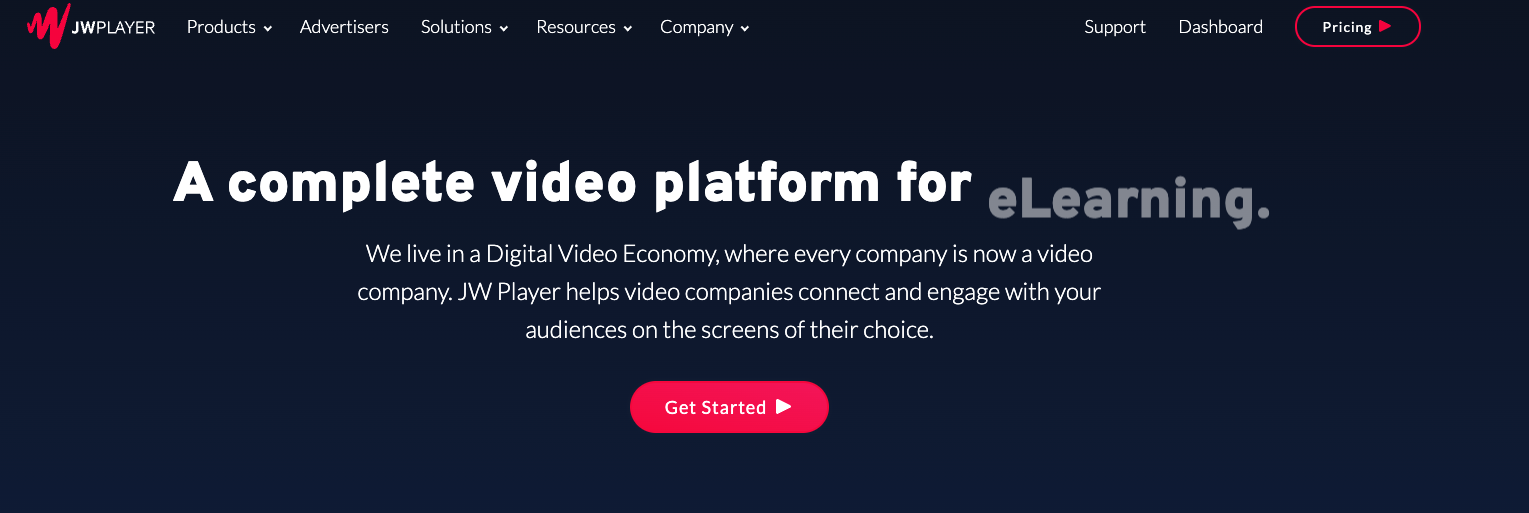 JWPLAYER Products Advertisers Solutions Resources Company Support Dashboard Pricing
A complete video platform for eLearning.
We live in a Digital Video Economy, where every company is now a video
company. JW Player helps video companies connect and engage with your
audiences on the screens of their choice.
Get Started